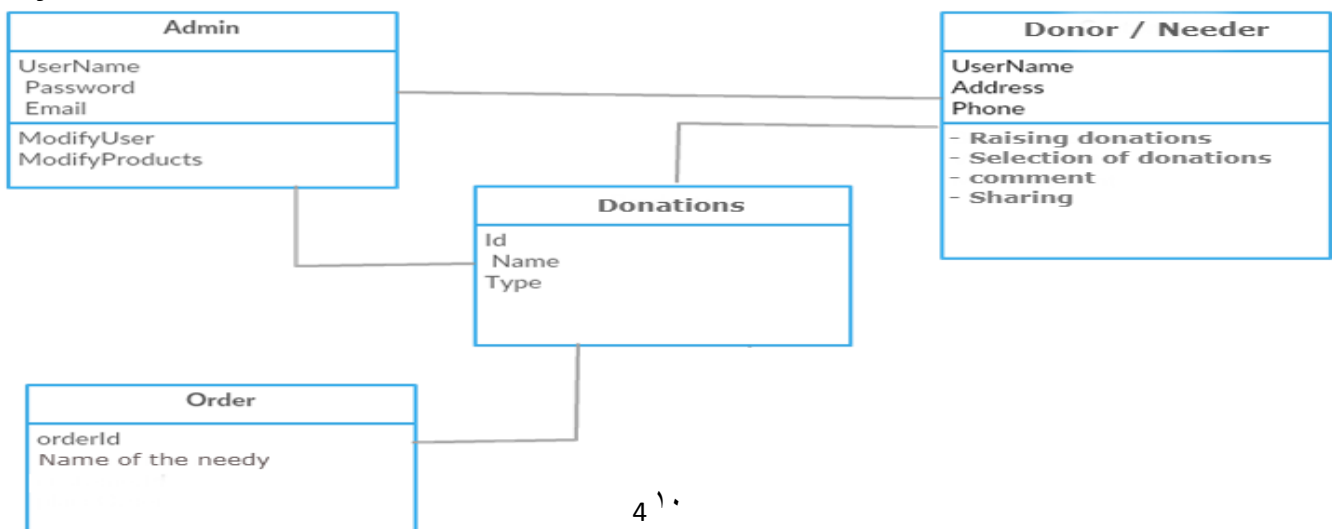 Admin
UserName
Password
Email
ModifyUser
ModifyProducts
Donor / Needer
UserName
Address
Phone
- Raising donations
- Selection of donations
- comment
- Sharing
Donations
Id
Name
Type
Order
orderId
Name of the needy
4 ١٠